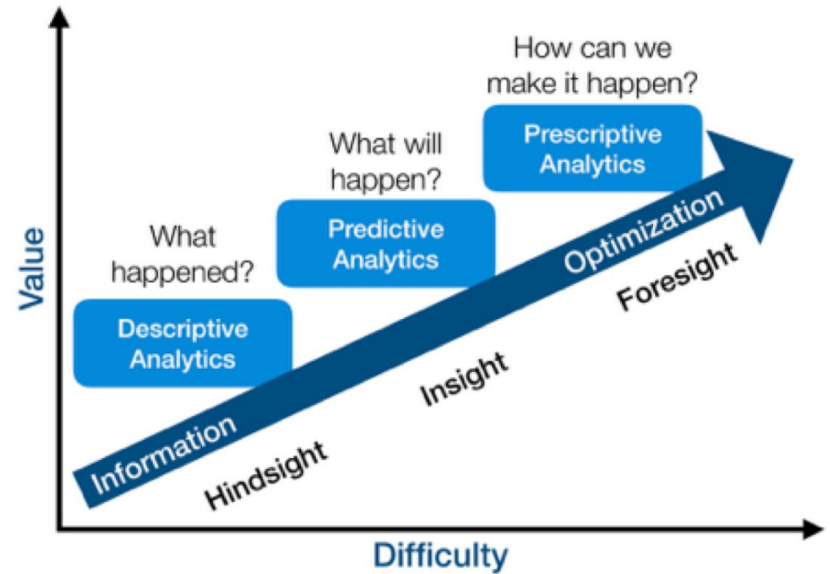 How can we
make it happen?
Prescriptive
Analytics
What will
happen?
Predictive
Analytics
What
happened?
Descriptive
Analytics
Value
Information
Optimization
Hindsight
Insight
Foresight
Difficulty